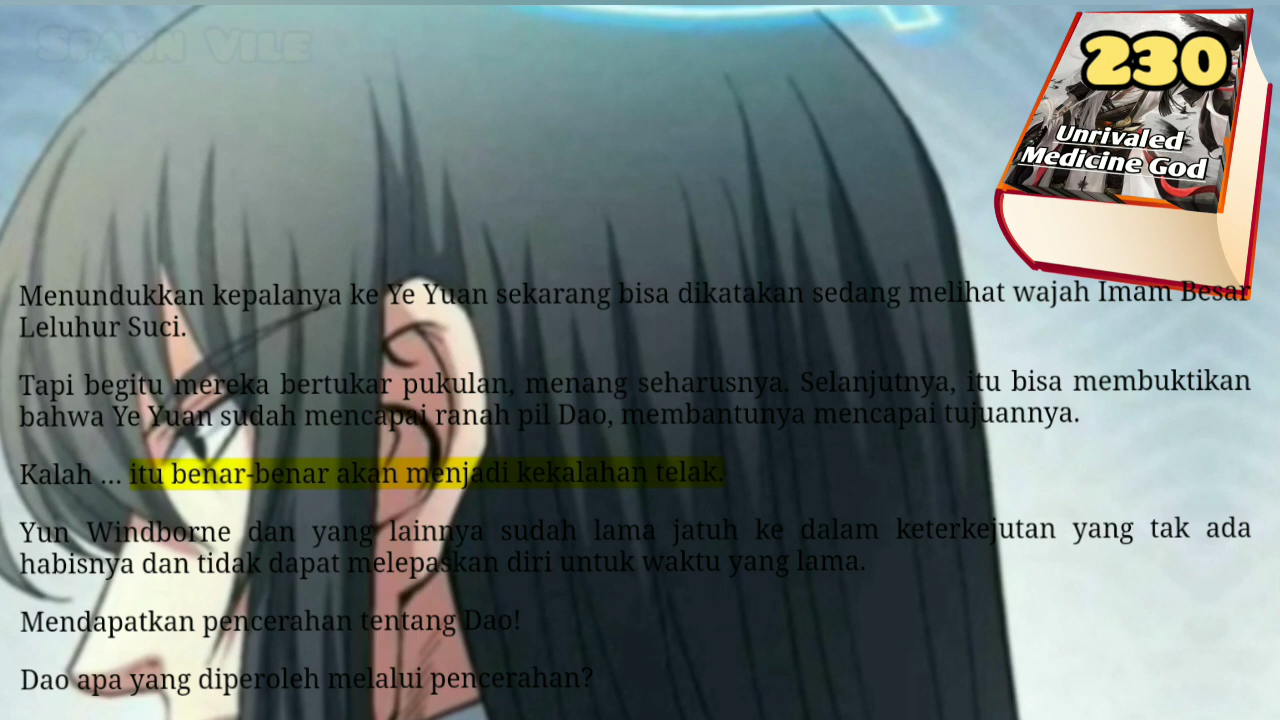 Spawn Vile
230
Unrivaled
Medicine God
Menundukkan kepalanya ke Ye Yuan sekarang bisa dikatakan sedang melihat wajah Imam Besar
Leluhur Suci.
Tapi begitu mereka bertukar pukulan, menang seharusnya. Selanjutnya, itu bisa membuktikan
bahwa Ye Yuan sudah mencapai ranah pil Dao, membantunya mencapai tujuannya.
Kalah ... itu benar-benar akan menjadi kekalahan telak.
Yun Windborne dan yang lainnya sudah lama jatuh ke dalam keterkejutan yang tak ada
habisnya dan tidak dapat melepaskan diri untuk waktu yang lama.
Mendapatkan pencerahan tentang Dao!
Dao apa yang diperoleh melalui pencerahan?